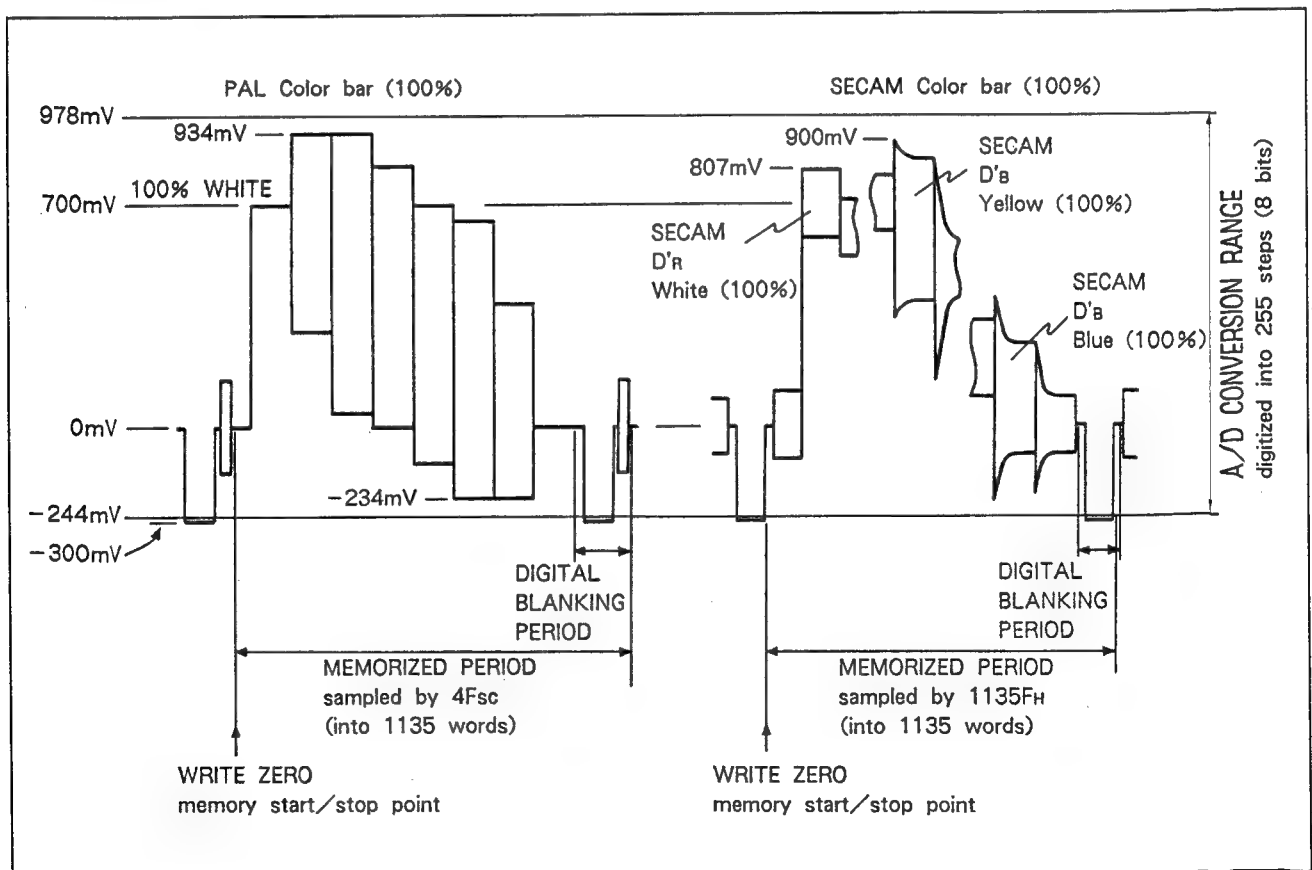 PAL Color bar (100%)
SECAM Color bar (100%)
978mV
934mV
900mV
807mV
SECAM
D'B
Yellow (100%)
100% WHITE
700mV
SECAM
D'R
White (100%)
SECAM
D'B
Blue (100%)
A/D CONVERSION RANGE
digitized into 255 steps (8 bits)
0mV
-234mV
-244mV
-300mV
DIGITAL
BLANKING
PERIOD
DIGITAL
BLANKING
PERIOD
MEMORIZED PERIOD
sampled by 4Fsc
(into 1135 words)
MEMORIZED PERIOD
sampled by 1135FH
(into 1135 words)
WRITE ZERO
memory start/stop point
WRITE ZERO
memory start/stop point